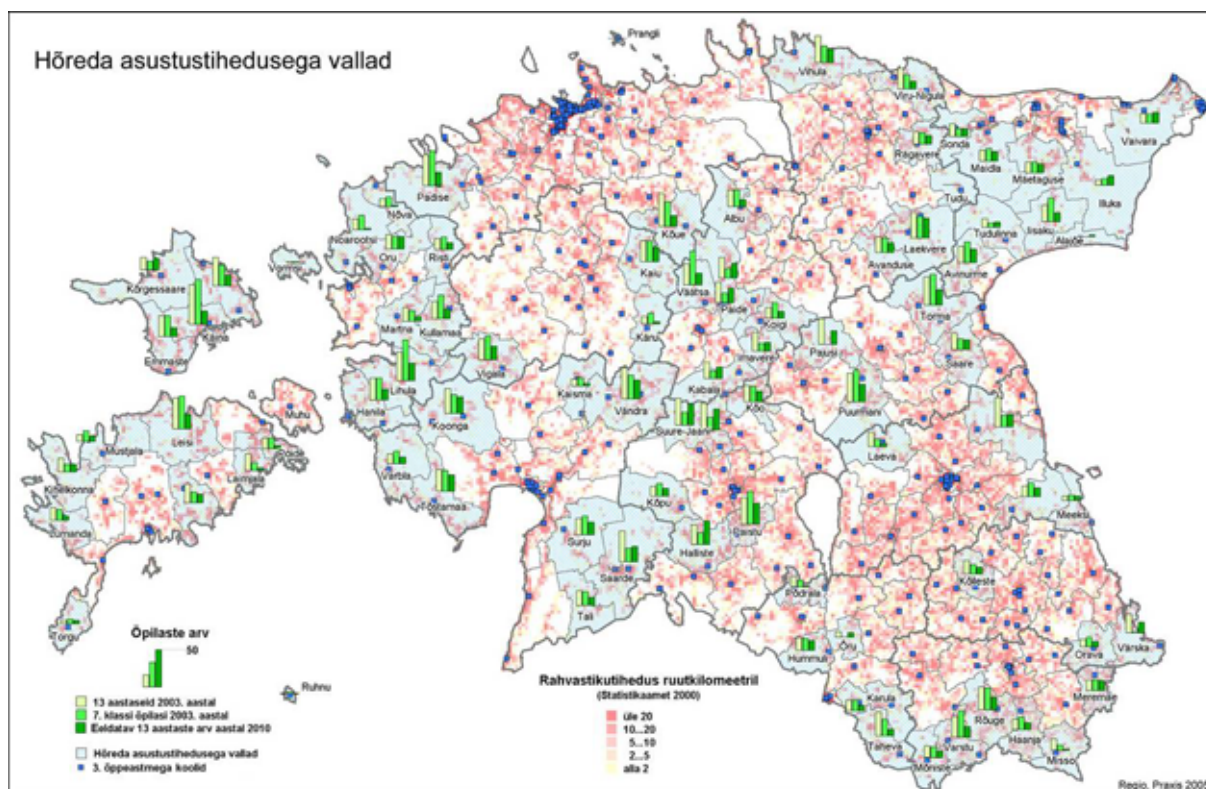 Hõreda asustustihedusega vallad
Prangli
Vihula
Viru-Nigula
Vaivara
Rägavere
Sonda
Maidla
Mäetaguse
Illuka
Padise
Nõva
Noarootsi
Oru
Risti
Vormsi
Albu
Kõue
Kaiu
Tudu
Tudulinna
Iisaku
Alajõe
Laekvere
Avanduse
Avinurme
Väätsa
Paide
Torma
Kõrgessaare
Käina
Emmaste
Martna
Kullamaa
Käru
Koigi
Imavere
Pajusi
Saare
Lihula
Vigala
Hanila
Koonga
Kaisma
Vändra
Kabala
Kõo
Suure-Jaani
Puurmani
Laeva
Muhu
Leisi
Mustjala
Pöide
Laimjala
Kihelkonna
Lümanda
Torgu
Varbla
Tõstamaa
Kõpu
Surju
Saarde
Halliste
Paistu
Tali
Meeksi
Kõlleste
Põdrala
Hummuli
Õru
Orava
Värska
Meremäe
Karula
Rõuge
Taheva
Varstu
Haanja
Mõniste
Misso
Ruhnu
Õpilaste arv
50
13 aastaseid 2003. aastal
7. klassi õpilasi 2003. aastal
Eeldatav 13 aastaste arv aastal 2010
Hõreda asustustihedusega vallad
3. õppeastmega koolid
Rahvastikutihedus ruutkilomeetril
(Statistikaamet 2000)
üle 20
10...20
5...10
2...5
alla 2
Regio, Praxis 2005